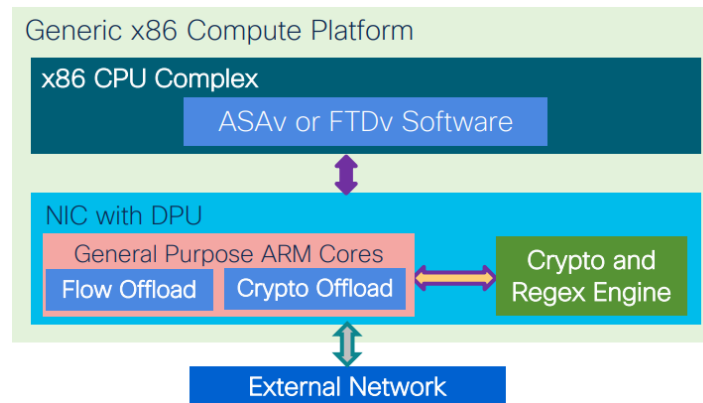 Generic x86 Compute Platform
x86 CPU Complex
ASAv or FTDv Software
NIC with DPU
General Purpose ARM Cores
Flow Offload
Crypto Offload
Crypto and
Regex Engine
External Network